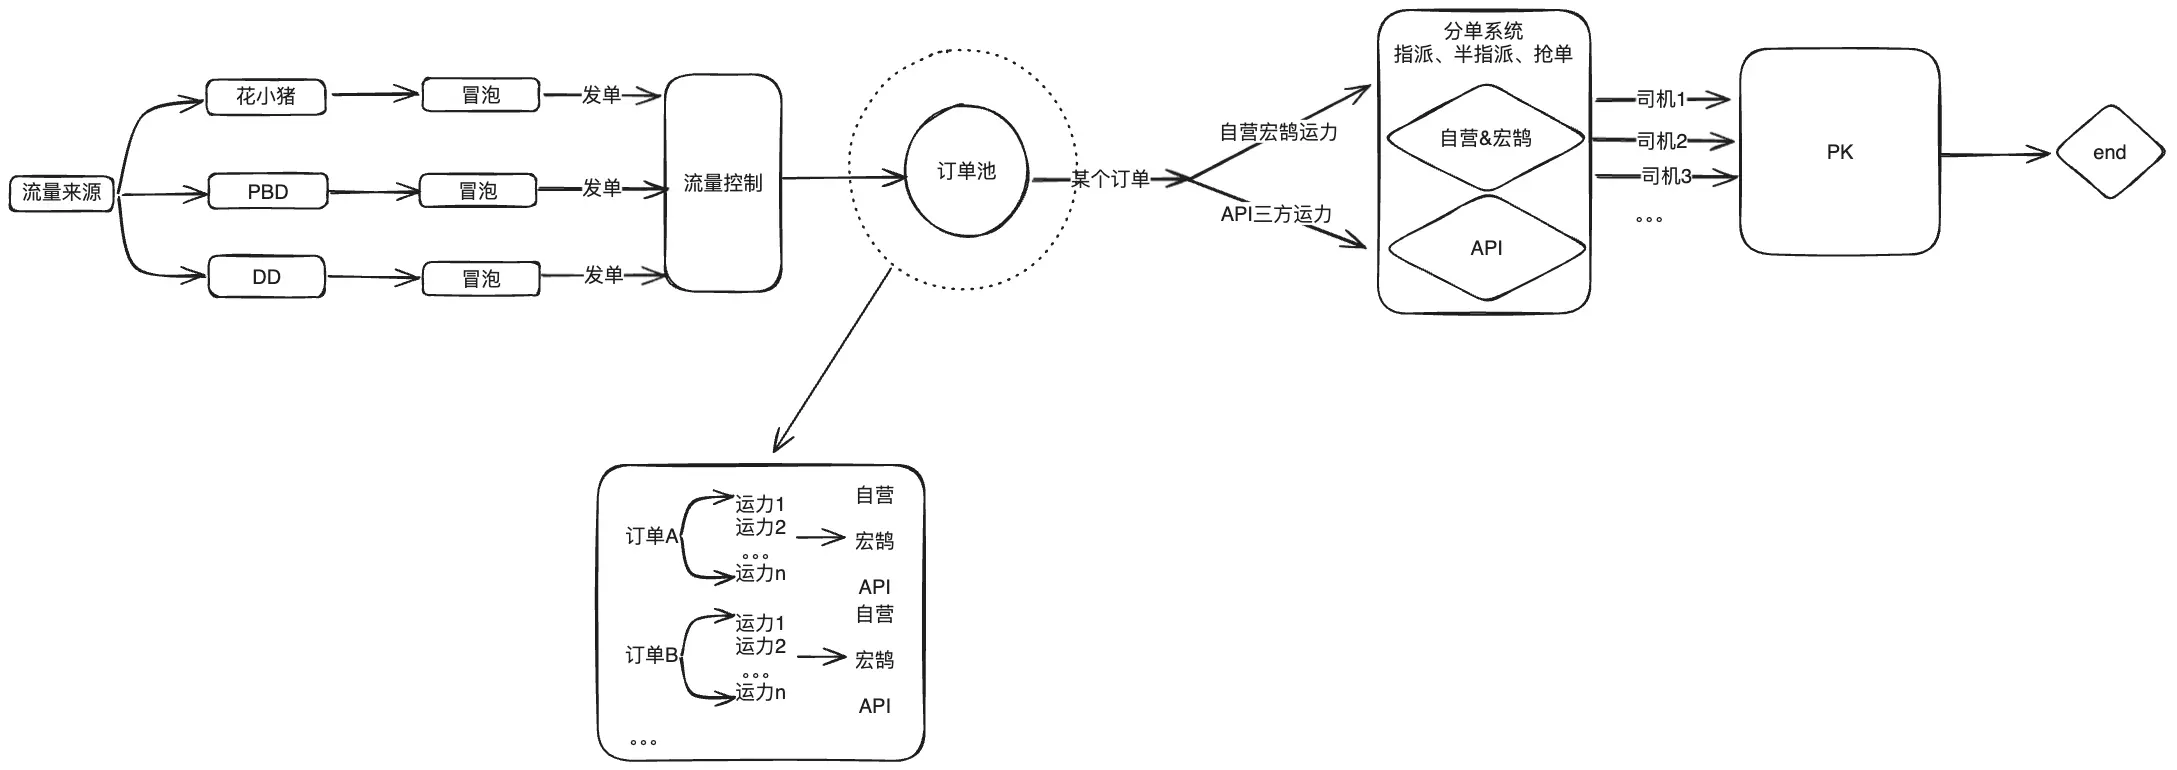 流量来源
花小猪
冒泡
发单
PBD
冒泡
发单
DD
冒泡
发单
流量控制
订单池
某个订单
自营宏鹄运力
API三方运力
分单系统
指派、半指派、抢单
自营&宏鹄
API
司机1
司机2
司机3
。。。
PK
end
订单A
运力1
运力2
。。。
运力n
自营
宏鹄
API
订单B
运力1
运力2
。。。
运力n
自营
宏鹄
API
。。。